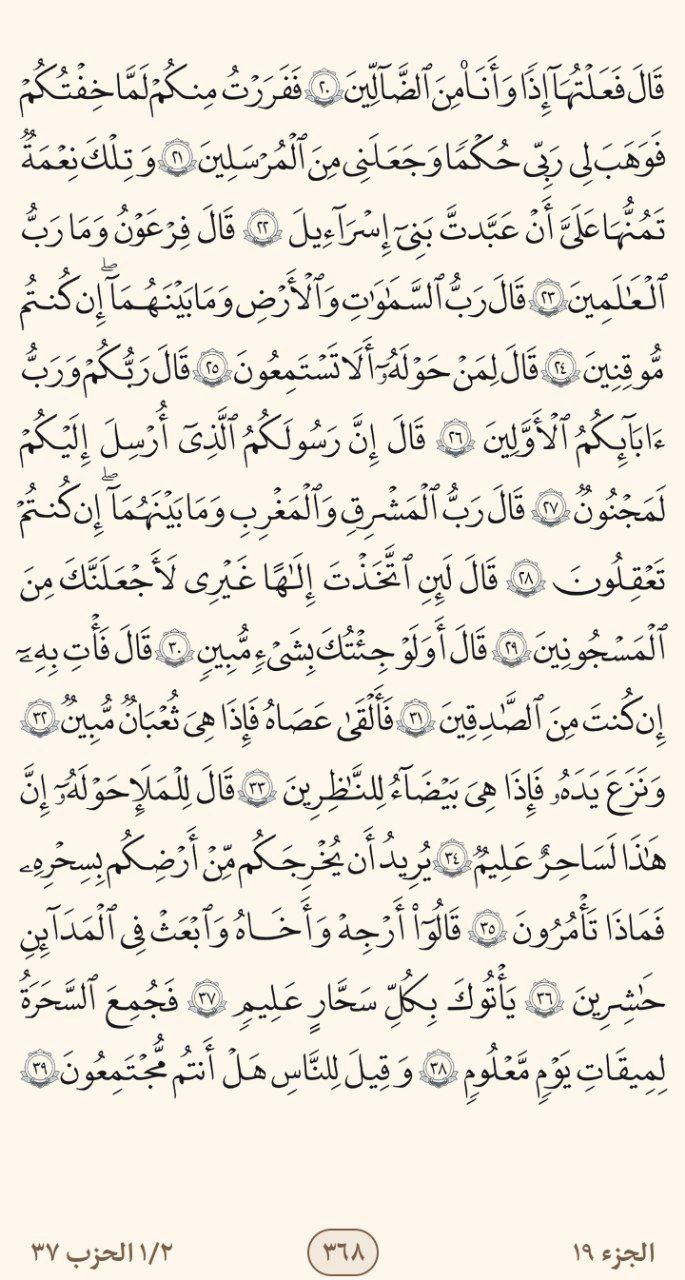 قَالَ فَعَلۡتُهَآ إِذٗا وَأَنَا۠ مِنَ ٱلضَّآلِّينَ ٢٠ فَفَرَرۡتُ مِنكُمۡ لَمَّا خِفۡتُكُمۡ
فَوَهَبَ لِي رَبِّي حُكۡمٗا وَجَعَلَنِي مِنَ ٱلۡمُرۡسَلِينَ ٢١ وَتِلۡكَ نِعۡمَةٞ
تَمُنُّهَا عَلَيَّ أَنۡ عَبَّدتَّ بَنِيٓ إِسۡرَآءِيلَ ٢٢ قَالَ فِرۡعَوۡنُ وَمَا رَبُّ
ٱلۡعَٰلَمِينَ ٢٣ قَالَ رَبُّ ٱلسَّمَٰوَٰتِ وَٱلۡأَرۡضِ وَمَا بَيۡنَهُمَآۖ إِن كُنتُم
مُّوقِنِينَ ٢٤ قَالَ لِمَنۡ حَوۡلَهُۥٓ أَلَا تَسۡتَمِعُونَ ٢٥ قَالَ رَبُّكُمۡ وَرَبُّ
ءَابَآئِكُمُ ٱلۡأَوَّلِينَ ٢٦ قَالَ إِنَّ رَسُولَكُمُ ٱلَّذِيٓ أُرۡسِلَ إِلَيۡكُمۡ
لَمَجۡنُونٞ ٢٧ قَالَ رَبُّ ٱلۡمَشۡرِقِ وَٱلۡمَغۡرِبِ وَمَا بَيۡنَهُمَآۖ إِن كُنتُمۡ
تَعۡقِلُونَ ٢٨ قَالَ لَئِنِ ٱتَّخَذۡتَ إِلَٰهًا غَيۡرِي لَأَجۡعَلَنَّكَ مِنَ
ٱلۡمَسۡجُونِينَ ٢٩ قَالَ أَوَلَوۡ جِئۡتُكَ بِشَيۡءٖ مُّبِينٖ ٣٠ قَالَ فَأۡتِ بِهِۦٓ
إِن كُنتَ مِنَ ٱلصَّٰدِقِينَ ٣١ فَأَلۡقَىٰ عَصَاهُ فَإِذَا هِيَ ثُعۡبَانٞ مُّبِينٞ ٣٢
وَنَزَعَ يَدَهُۥ فَإِذَا هِيَ بَيۡضَآءُ لِلنَّٰظِرِينَ ٣٣ قَالَ لِلۡمَلَإِ حَوۡلَهُۥٓ إِنَّ
هَٰذَا لَسَٰحِرٌ عَلِيمٞ ٣٤ يُرِيدُ أَن يُخۡرِجَكُم مِّنۡ أَرۡضِكُم بِسِحۡرِهِۦ
فَمَاذَا تَأۡمُرُونَ ٣٥ قَالُوٓاْ أَرۡجِهۡ وَأَخَاهُ وَٱبۡعَثۡ فِي ٱلۡمَدَآئِنِ
حَٰشِرِينَ ٣٦ يَأۡتُوكَ بِكُلِّ سَحَّارٍ عَلِيمٖ ٣٧ فَجُمِعَ ٱلسَّحَرَةُ
لِمِيقَٰتِ يَوۡمٖ مَّعۡلُومٖ ٣٨ وَقِيلَ لِلنَّاسِ هَلۡ أَنتُم مُّجۡتَمِعُونَ ٣٩
الجزء ١٩ ٣٦٨ ١/٢ الحزب ٣٧